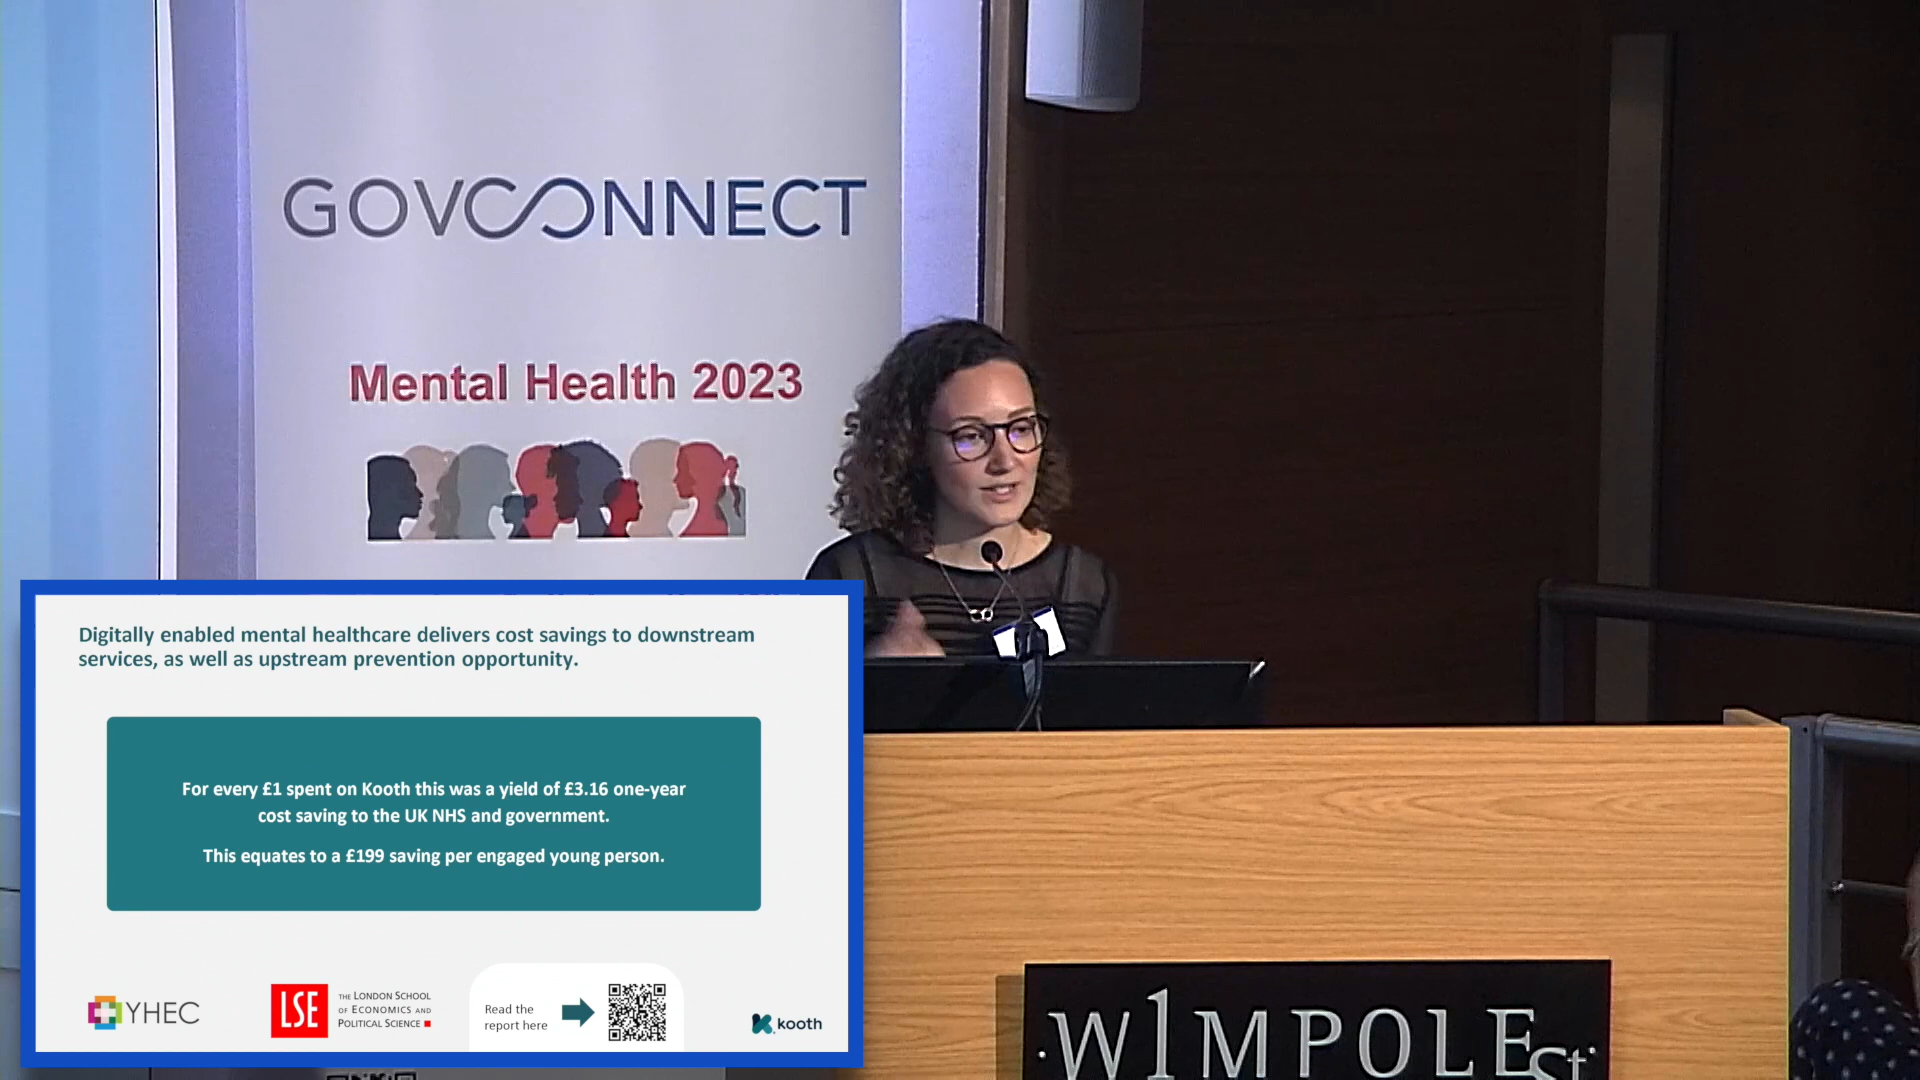 GOVCONNECT
Mental Health 2023
Digitally enabled mental healthcare delivers cost savings to downstream
services, as well as upstream prevention opportunity.
For every £1 spent on Kooth this was a yield of £3.16 one-year
cost saving to the UK NHS and government.
This equates to a £199 saving per engaged young person.
YHEC
LSE
THE LONDON SCHOOL
OF ECONOMICS AND
POLITICAL SCIENCE
Read the
report here
kooth
·W1MPOLE St·